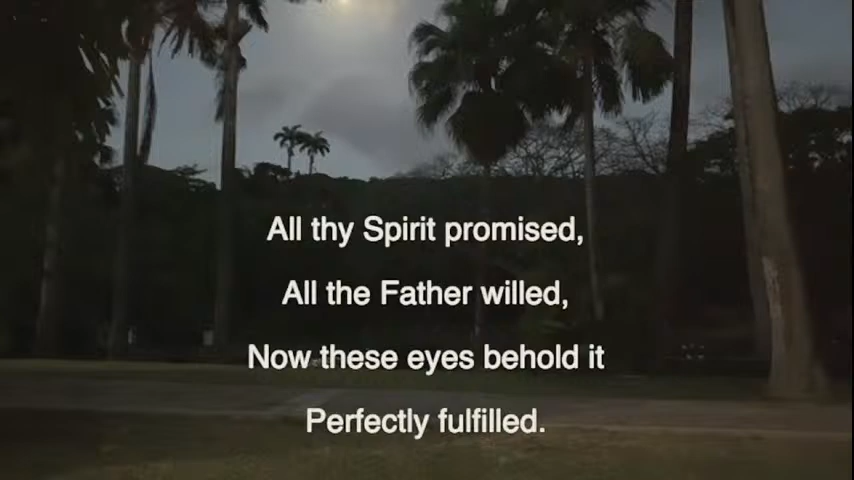 All thy Spirit promised,
All the Father willed,
Now these eyes behold it
Perfectly fulfilled.